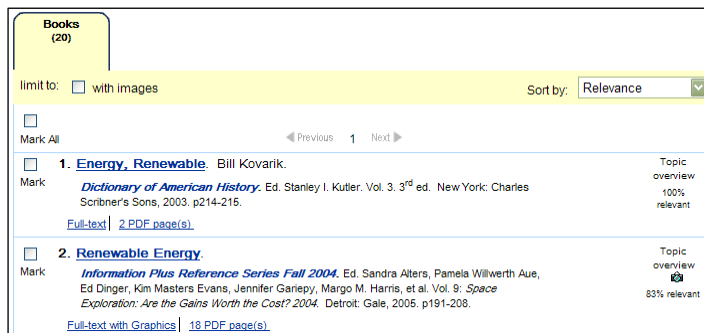 Books
(20)
limit to: with images
Sort by: Relevance
Mark All
Previous 1 Next
Mark
1. Energy, Renewable. Bill Kovarik.
Topic overview
100% relevant
Dictionary of American History. Ed. Stanley I. Kutler. Vol. 3. 3rd ed. New York: Charles
Scribner's Sons, 2003. p214-215.
Full-text | 2 PDF page(s)
Mark
2. Renewable Energy.
Topic overview
83% relevant
Information Plus Reference Series Fall 2004. Ed. Sandra Alters, Pamela Willwerth Aue,
Ed Dinger, Kim Masters Evans, Jennifer Gariepy, Margo M. Harris, et al. Vol. 9: Space
Exploration: Are the Gains Worth the Cost? 2004. Detroit: Gale, 2005. p191-208.
Full-text with Graphics | 18 PDF page(s)